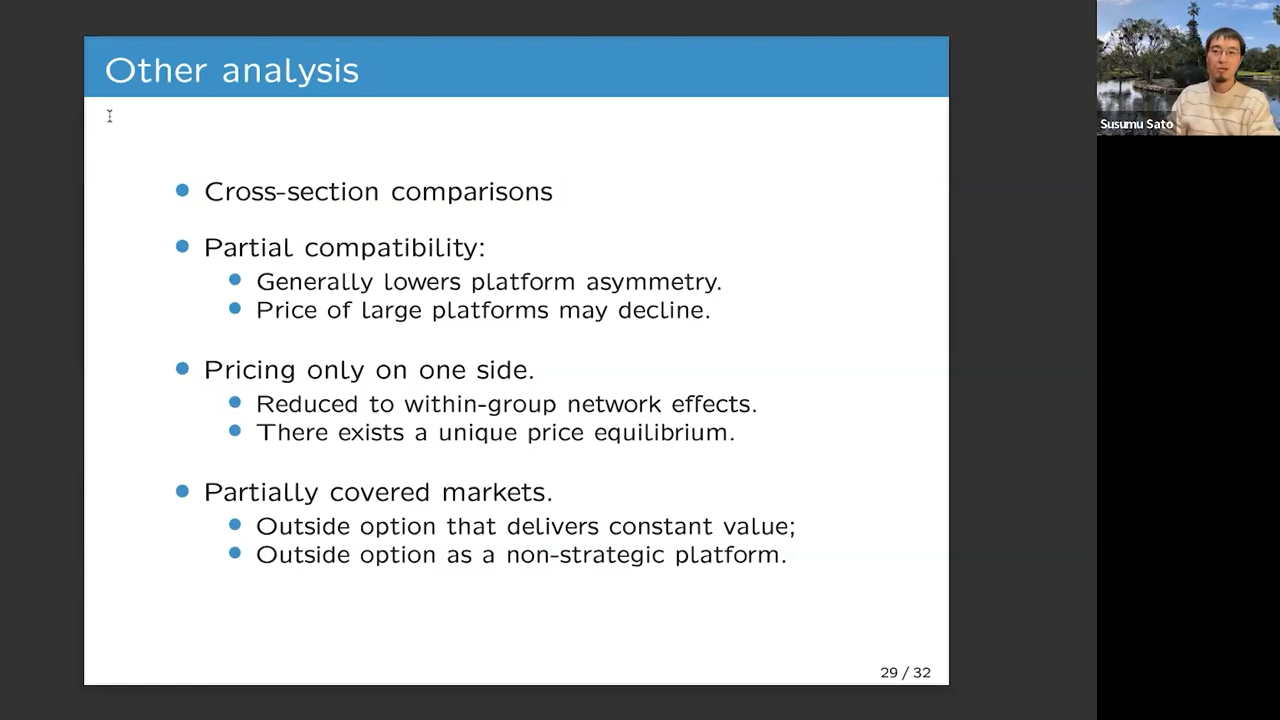 Other analysis
Susumu Sato
Cross-section comparisons
Partial compatibility:
Generally lowers platform asymmetry.
Price of large platforms may decline.
Pricing only on one side.
Reduced to within-group network effects.
There exists a unique price equilibrium.
Partially covered markets.
Outside option that delivers constant value;
Outside option as a non-strategic platform.
29 / 32